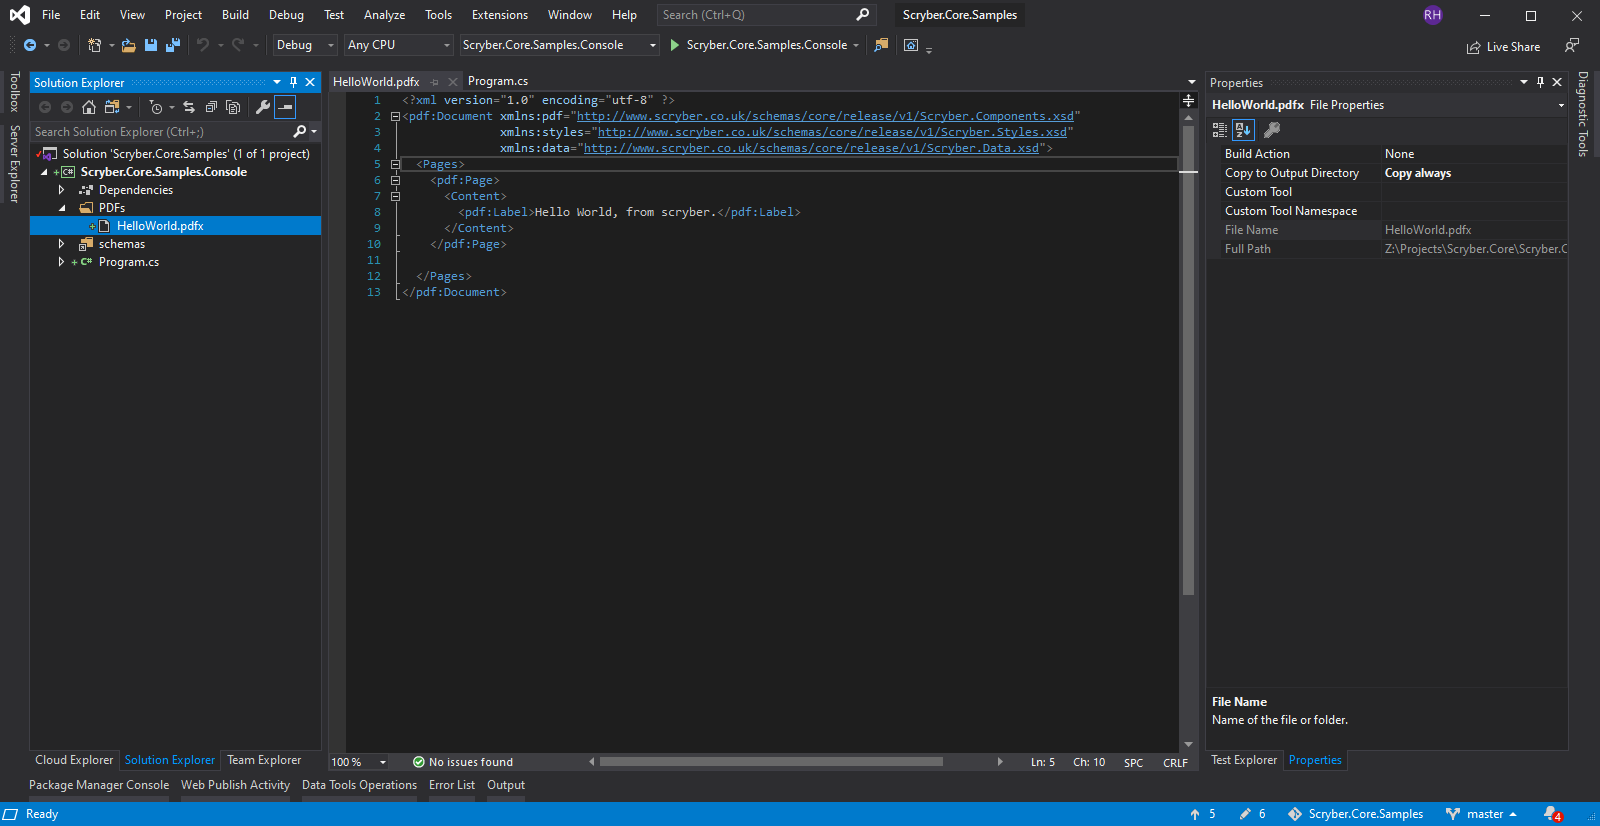 File Edit View Project Build Debug Test Analyze Tools Extensions Window Help Search (Ctrl+Q) Scryber.Core.Samples RH
Debug Any CPU Scryber.Core.Samples.Console Scryber.Core.Samples.Console Live Share
Toolbox
Server Explorer
Solution Explorer
Search Solution Explorer (Ctrl+;)
Solution 'Scryber.Core.Samples' (1 of 1 project)
C# Scryber.Core.Samples.Console
Dependencies
PDFs
HelloWorld.pdfx
schemas
C# Program.cs
Cloud Explorer Solution Explorer Team Explorer
HelloWorld.pdfx Program.cs
1 <?xml version="1.0" encoding="utf-8" ?>
2 <pdf:Document xmlns:pdf="http://www.scryber.co.uk/schemas/core/release/v1/Scryber.Components.xsd"
3 xmlns:styles="http://www.scryber.co.uk/schemas/core/release/v1/Scryber.Styles.xsd"
4 xmlns:data="http://www.scryber.co.uk/schemas/core/release/v1/Scryber.Data.xsd">
5 <Pages>
6 <pdf:Page>
7 <Content>
8 <pdf:Label>Hello World, from scryber.</pdf:Label>
9 </Content>
10 </pdf:Page>
11
12 </Pages>
13 </pdf:Document>
100 % No issues found Ln: 5 Ch: 10 SPC CRLF
Properties
HelloWorld.pdfx File Properties
Build Action None
Copy to Output Directory Copy always
Custom Tool
Custom Tool Namespace
File Name HelloWorld.pdfx
Full Path Z:\Projects\Scryber.Core\Scryber.C
File Name
Name of the file or folder.
Test Explorer Properties
Diagnostic Tools
Package Manager Console Web Publish Activity Data Tools Operations Error List Output
Ready 5 6 Scryber.Core.Samples master 4